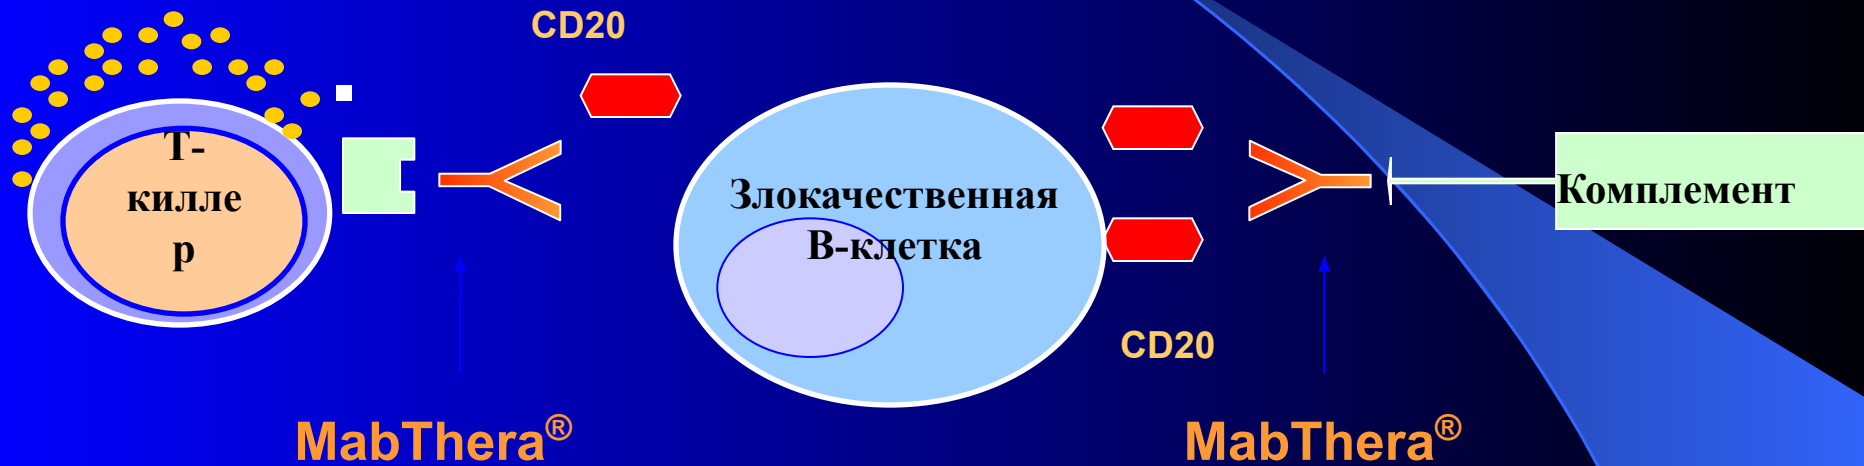 CD20
Т-
килле
р
Злокачественная
В-клетка
Комплемент
CD20
MabThera®
MabThera®